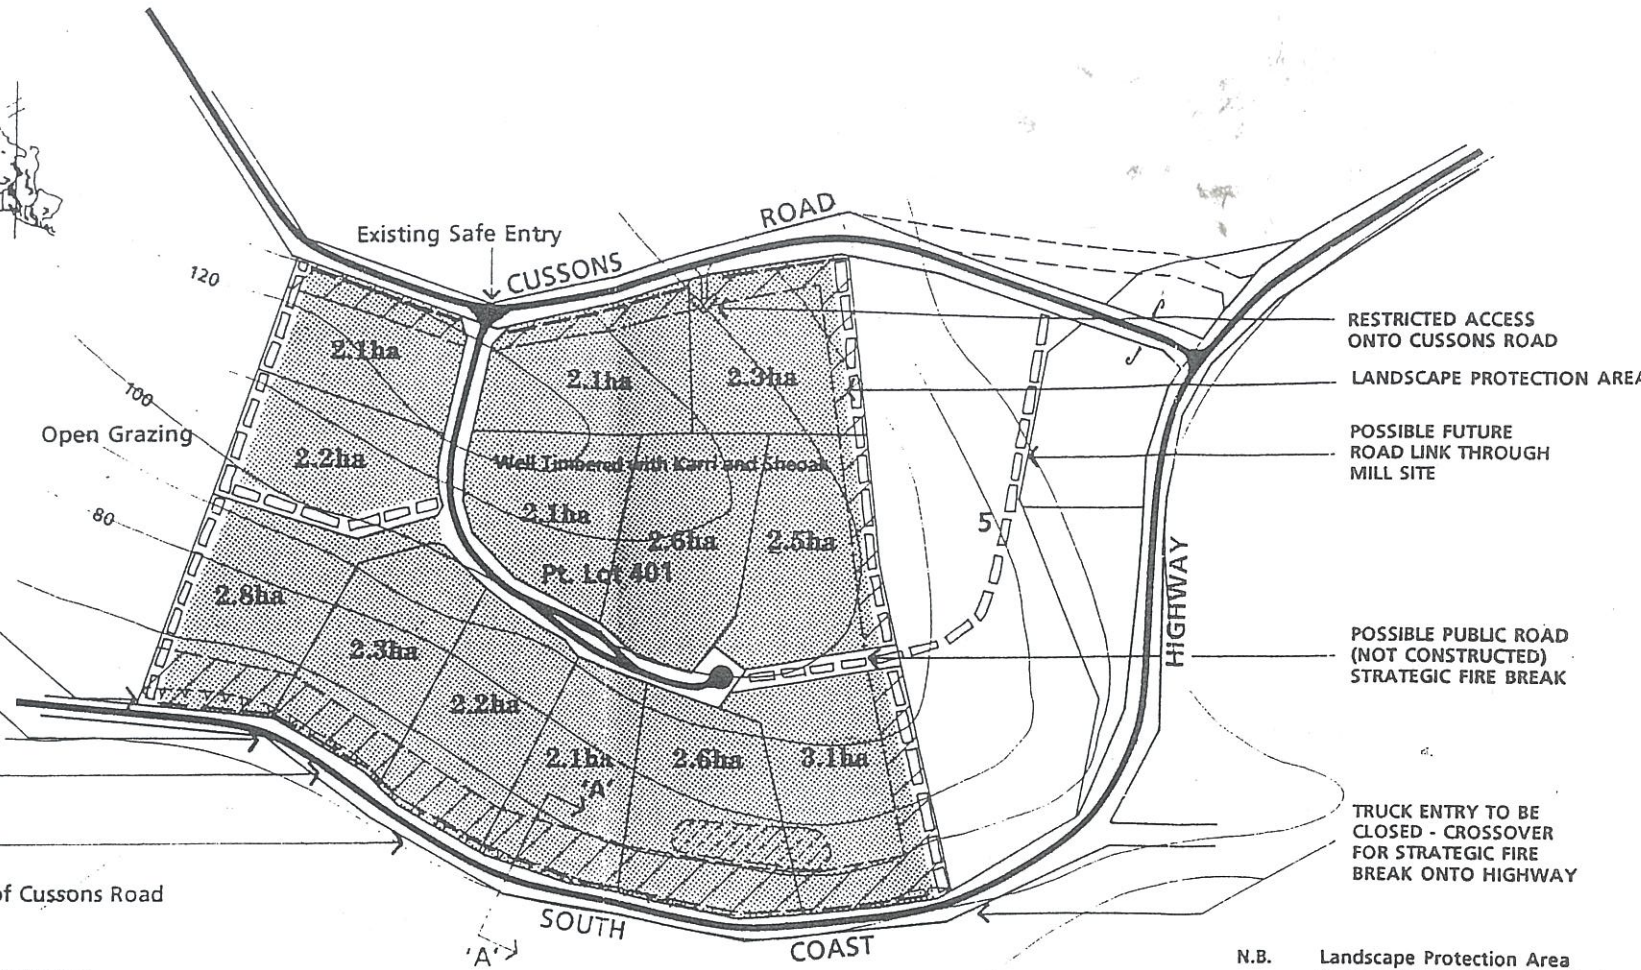 ROAD
Existing Safe Entry
CUSSONS
120
RESTRICTED ACCESS
ONTO CUSSONS ROAD
2.1ha
2.1ha
2.3ha
LANDSCAPE PROTECTION AREA
100
Open Grazing
POSSIBLE FUTURE
ROAD LINK THROUGH
MILL SITE
2.2ha
Well Timbered with Karri and Sheoak
80
2.1ha
2.6ha
2.5ha
5
Pt. Lot 401
HIGHWAY
2.8ha
2.3ha
POSSIBLE PUBLIC ROAD
(NOT CONSTRUCTED)
STRATEGIC FIRE BREAK
2.2ha
2.1ha
2.6ha
3.1ha
'A'
TRUCK ENTRY TO BE
CLOSED - CROSSOVER
FOR STRATEGIC FIRE
BREAK ONTO HIGHWAY
of Cussons Road
SOUTH
COAST
'A'
N.B. Landscape Protection Area